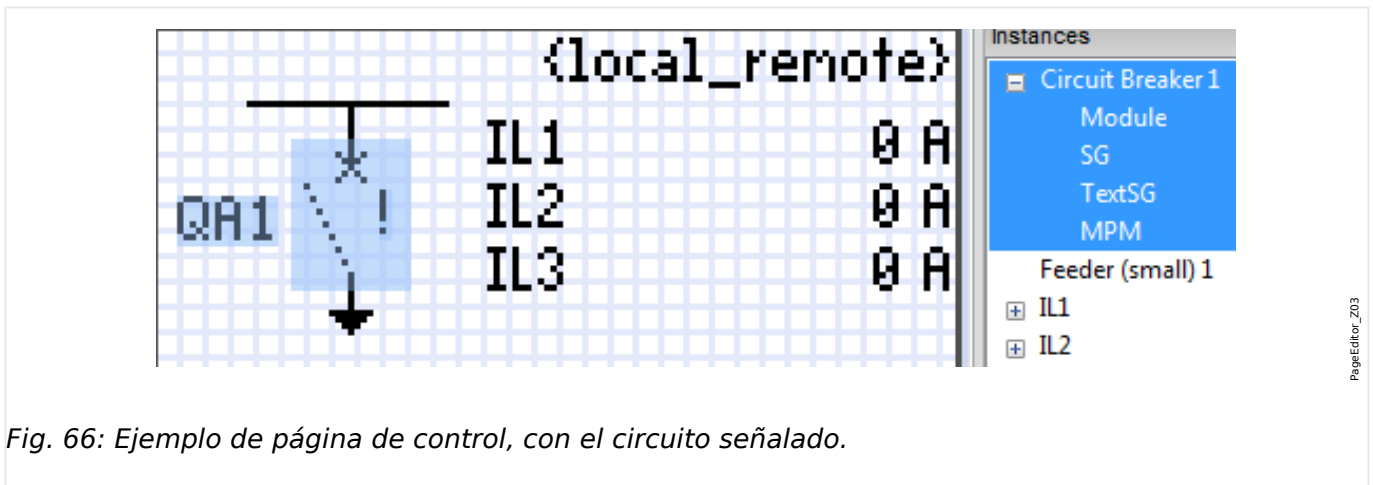 {local_remote}
IL1 0 A
QA1 ! IL2 0 A
IL3 0 A
Instances
Circuit Breaker 1
Module
SG
TextSG
MPM
Feeder (small) 1
IL1
IL2
PageEditor_Z03
Fig. 66: Ejemplo de página de control, con el circuito señalado.